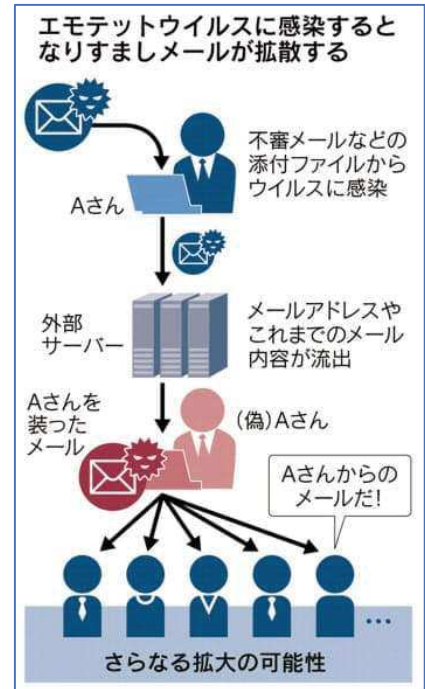 エモテットウイルスに感染すると
なりすましメールが拡散する
不審メールなどの
添付ファイルから
ウイルスに感染
Aさん
外部
サーバー
メールアドレスや
これまでのメール
内容が流出
Aさんを
装った
メール
(偽)Aさん
Aさんからの
メールだ!
…
さらなる拡大の可能性